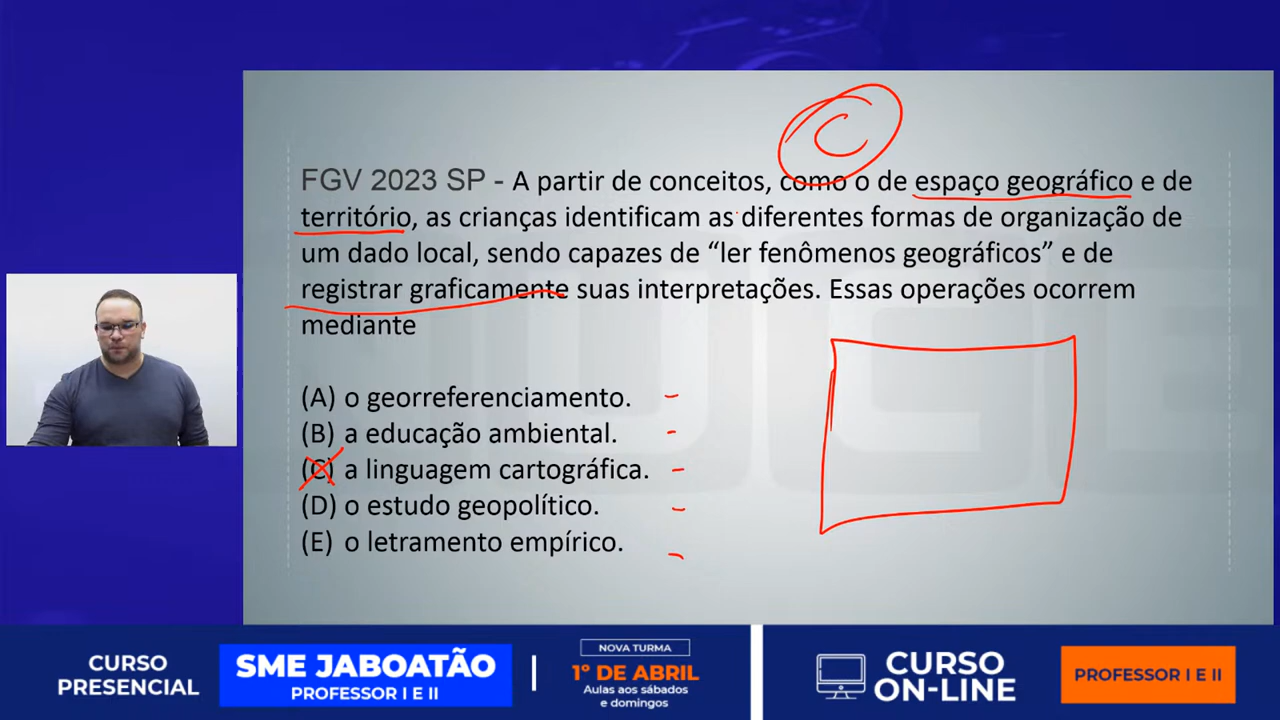 C
FGV 2023 SP - A partir de conceitos, como o de espaço geográfico e de
território, as crianças identificam as diferentes formas de organização de
um dado local, sendo capazes de “ler fenômenos geográficos” e de
registrar graficamente suas interpretações. Essas operações ocorrem
mediante
(A) o georreferenciamento.
(B) a educação ambiental.
(C) a linguagem cartográfica.
(D) o estudo geopolítico.
(E) o letramento empírico.
UGE
CURSO
PRESENCIAL
SME JABOATÃO
PROFESSOR I E II
NOVA TURMA
1º DE ABRIL
Aulas aos sábados
e domingos
CURSO
ON-LINE
PROFESSOR I E II